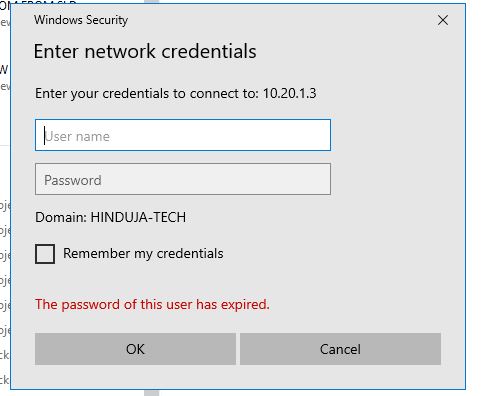 Windows Security
Enter network credentials
Enter your credentials to connect to: 10.20.1.3
User name
Password
Domain: HINDUJA-TECH
Remember my credentials
The password of this user has expired.
OK
Cancel